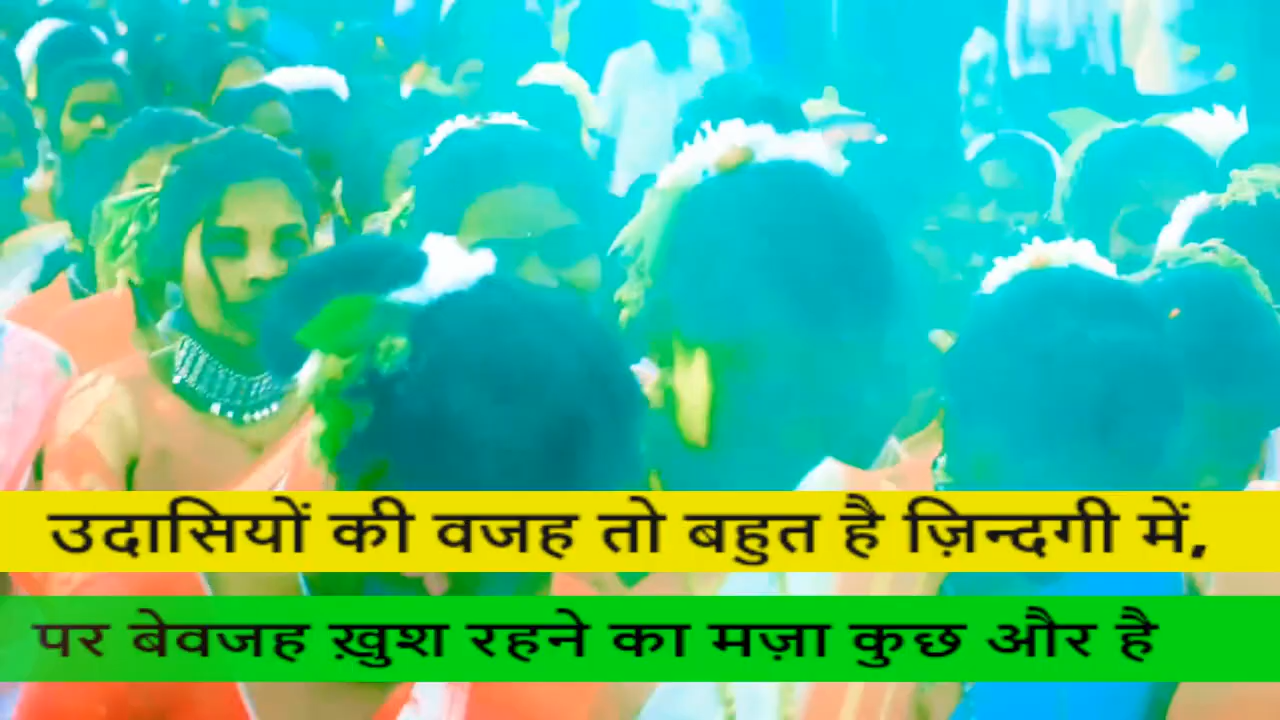 उदासियों की वजह तो बहुत है ज़िन्दगी में,
पर बेवजह ख़ुश रहने का मज़ा कुछ और है